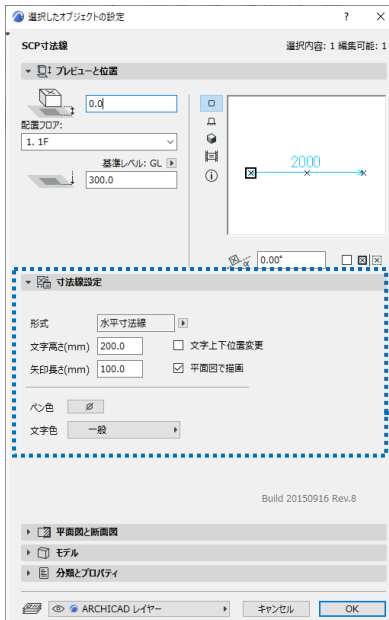 選択したオブジェクトの設定
? ×
SCP寸法線
選択内容: 1 編集可能: 1
プレビューと位置
0.0
配置フロア:
1. 1F
基準レベル: GL
300.0
2000
0.00°
寸法線設定
形式
水平寸法線
文字高さ(mm) 200.0
文字上下位置変更
矢印長さ(mm) 100.0
平面図で描画
ペン色
文字色
一般
Build 20150916 Rev.8
平面図と断面図
モデル
分類とプロパティ
ARCHICAD レイヤー
キャンセル
OK